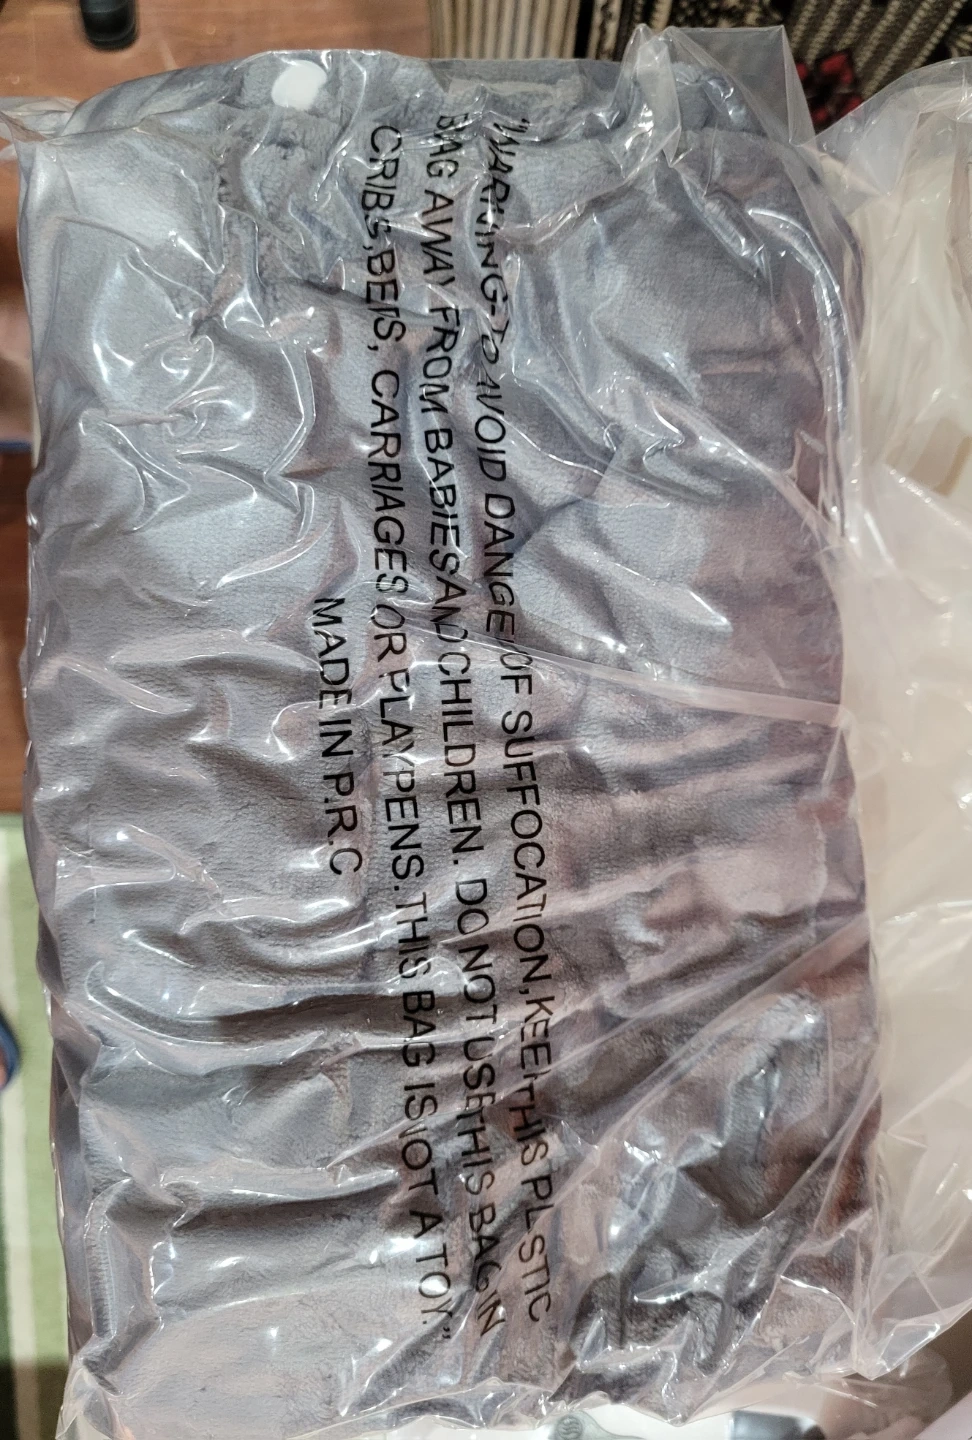 "WARNING-TO AVOID DANGER OF SUFFOCATION,KEEP THIS PLASTIC
BAG AWAY FROM BABIES AND CHILDREN. DO NOT USE THIS BAG IN
CRIBS,BEDS, CARRIAGES OR PLAYPENS.THIS BAG IS NOT A TOY."
MADE IN P.R.C